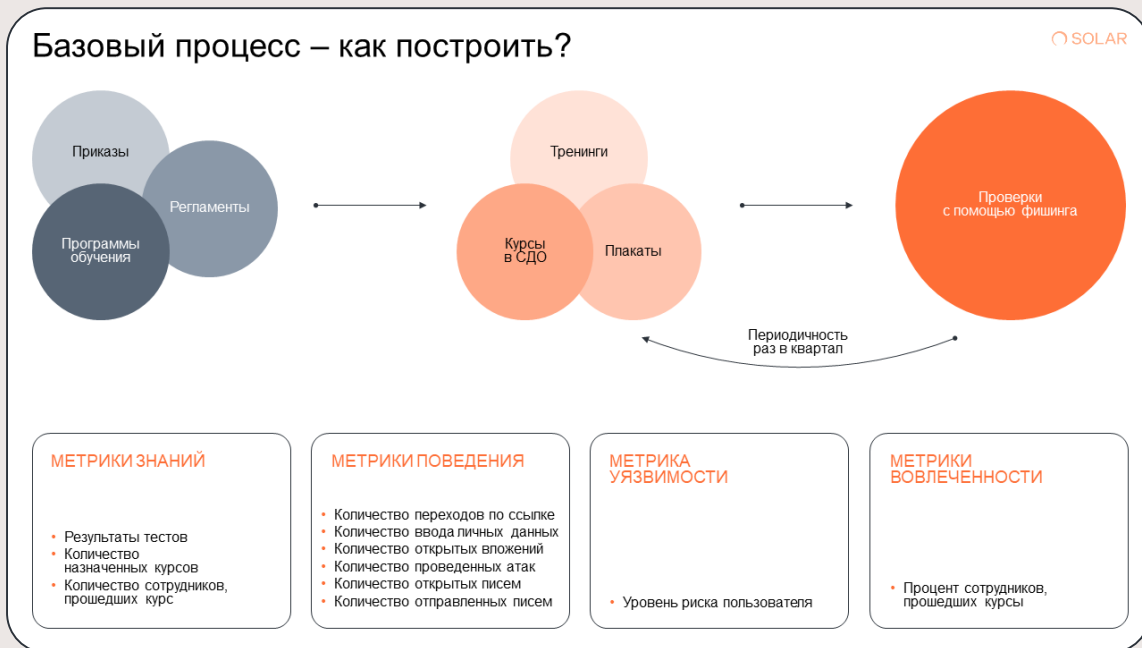 Базовый процесс – как построить?
SOLAR
Приказы
Регламенты
Программы
обучения
Тренинги
Курсы
в СДО
Плакаты
Проверки
с помощью фишинга
Периодичность
раз в квартал
МЕТРИКИ ЗНАНИЙ
Результаты тестов
Количество
назначенных курсов
Количество сотрудников,
прошедших курс
МЕТРИКИ ПОВЕДЕНИЯ
Количество переходов по ссылке
Количество ввода личных данных
Количество открытых вложений
Количество проведенных атак
Количество открытых писем
Количество отправленных писем
МЕТРИКА
УЯЗВИМОСТИ
Уровень риска пользователя
МЕТРИКИ
ВОВЛЕЧЕННОСТИ
Процент сотрудников,
прошедших курсы